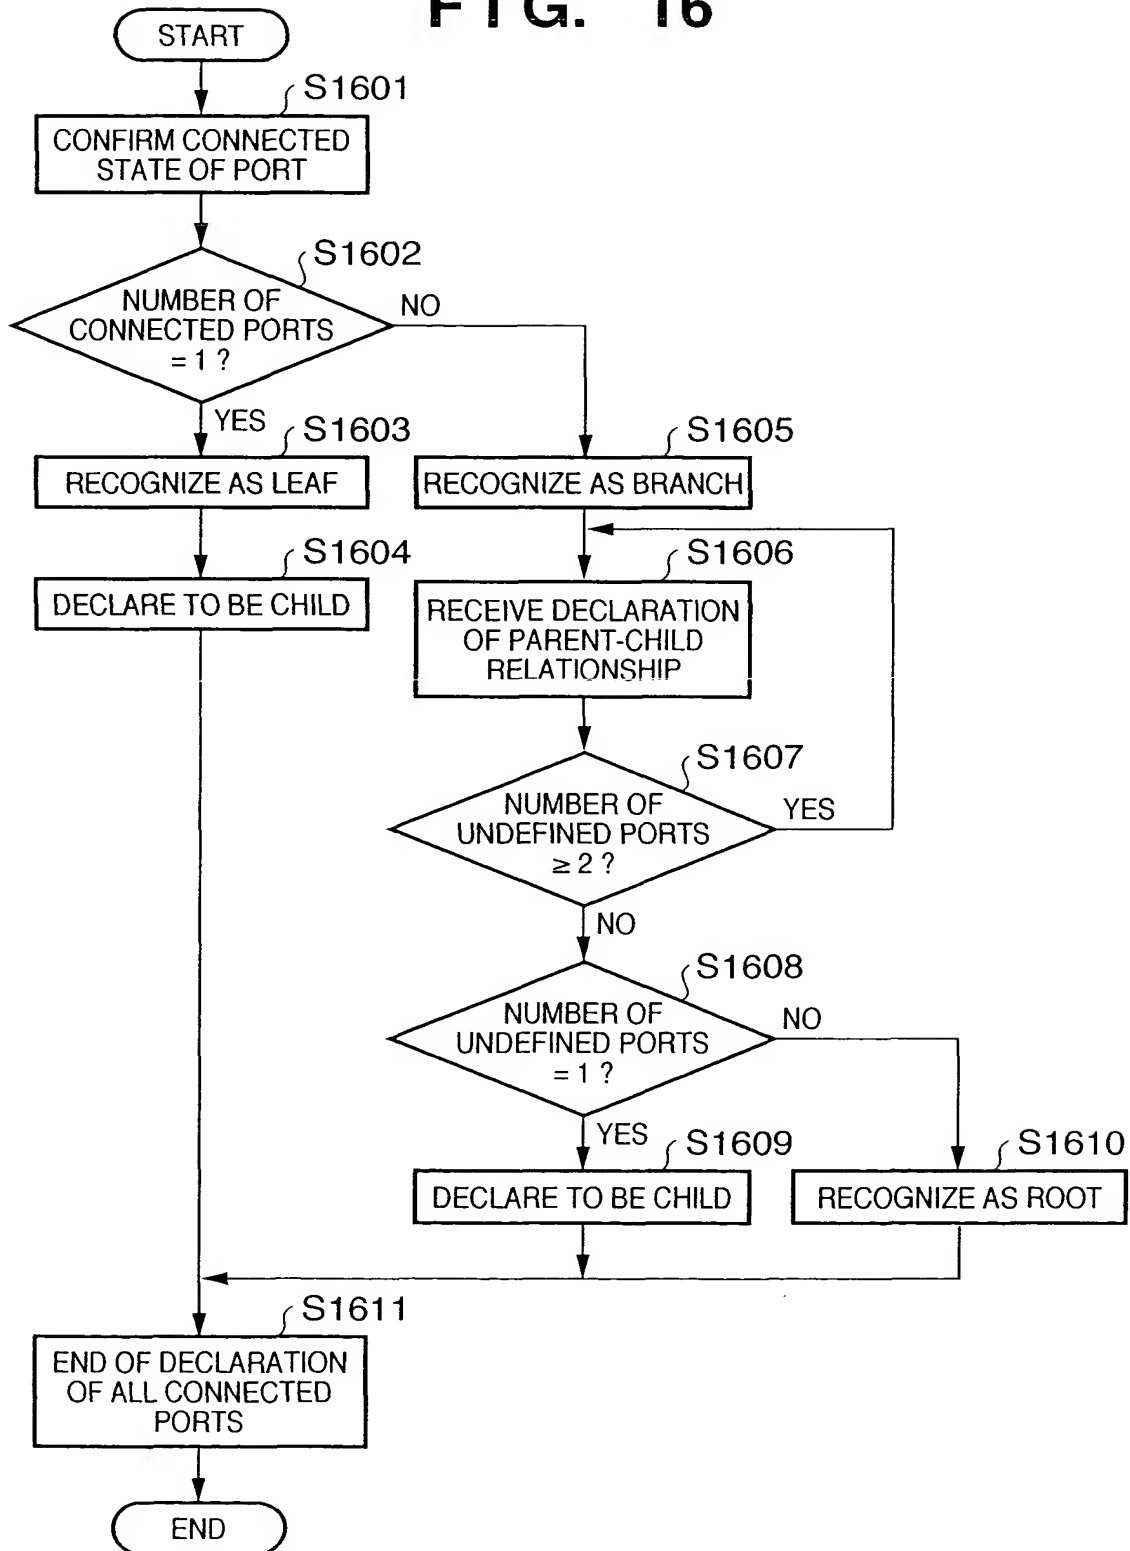 FIG. 16
START
S1601
CONFIRM CONNECTED
STATE OF PORT
S1602
NUMBER OF
CONNECTED PORTS
= 1 ?
NO
YES
S1603
RECOGNIZE AS LEAF
S1605
RECOGNIZE AS BRANCH
S1604
DECLARE TO BE CHILD
S1606
RECEIVE DECLARATION
OF PARENT-CHILD
RELATIONSHIP
S1607
NUMBER OF
UNDEFINED PORTS
≥ 2 ?
YES
NO
S1608
NUMBER OF
UNDEFINED PORTS
= 1 ?
NO
YES
S1609
DECLARE TO BE CHILD
S1610
RECOGNIZE AS ROOT
S1611
END OF DECLARATION
OF ALL CONNECTED
PORTS
END